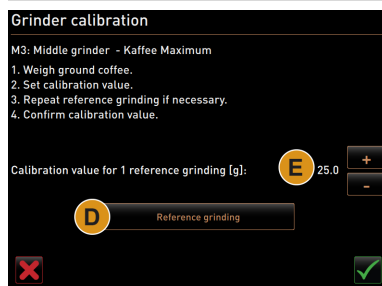 Grinder calibration
M3: Middle grinder - Kaffee Maximum
1. Weigh ground coffee.
2. Set calibration value.
3. Repeat reference grinding if necessary.
4. Confirm calibration value.
Calibration value for 1 reference grinding [g]: E 25.0 +
-
D Reference grinding